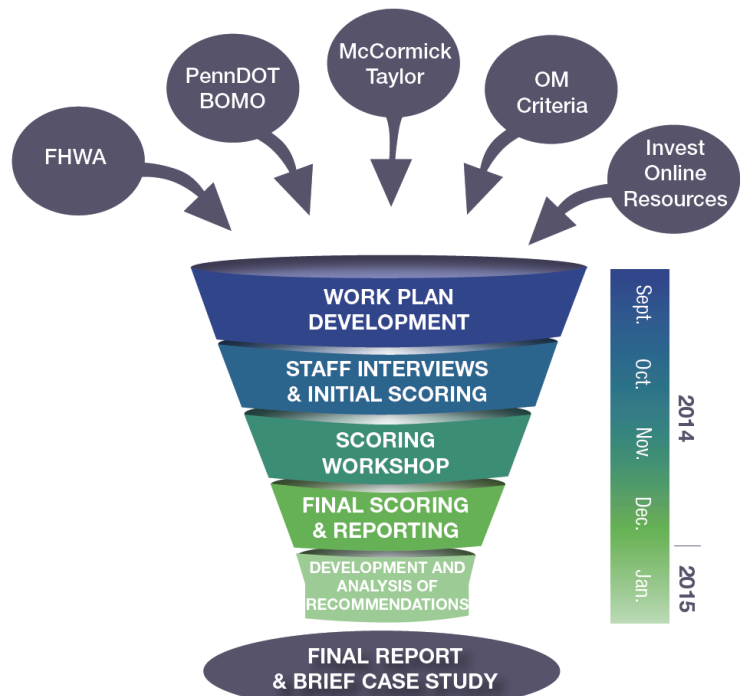 McCormick
Taylor
PennDOT
BOMO
OM
Criteria
FHWA
Invest
Online
Resources
WORK PLAN
DEVELOPMENT
STAFF INTERVIEWS
& INITIAL SCORING
SCORING
WORKSHOP
FINAL SCORING
& REPORTING
DEVELOPMENT AND
ANALYSIS OF
RECOMMENDATIONS
FINAL REPORT
& BRIEF CASE STUDY
Sept.
Oct.
Nov.
Dec.
Jan.
2014
2015